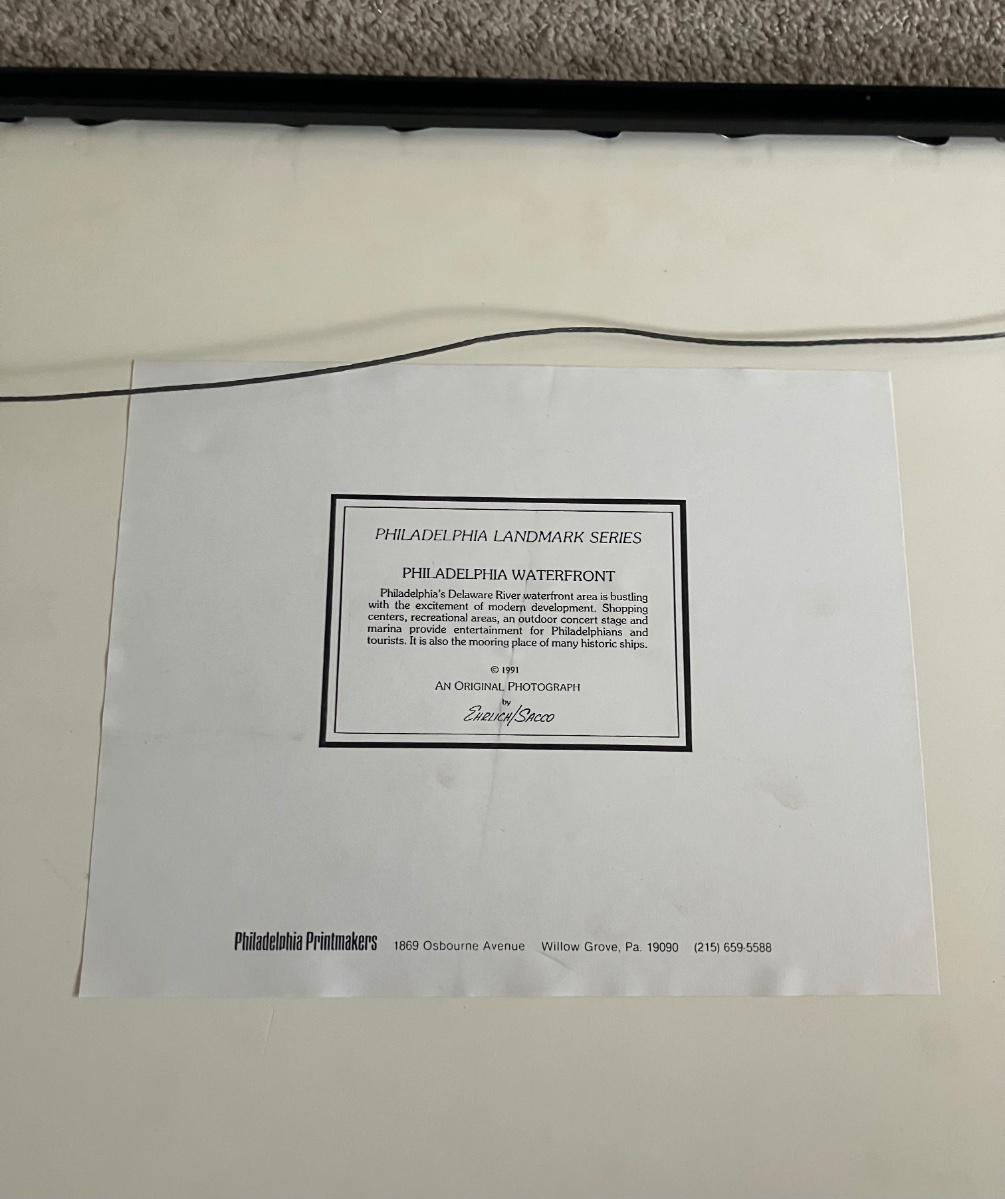 PHILADELPHIA LANDMARK SERIES
PHILADELPHIA WATERFRONT
Philadelphia's Delaware River waterfront area is bustling
with the excitement of modern development. Shopping
centers, recreational areas, an outdoor concert stage and
marina provide entertainment for Philadelphians and
tourists. It is also the mooring place of many historic ships.
© 1991
AN ORIGINAL PHOTOGRAPH
by
EHRLICH/SACCO
Philadelphia Printmakers 1869 Osbourne Avenue Willow Grove, Pa. 19090 (215) 659-5588